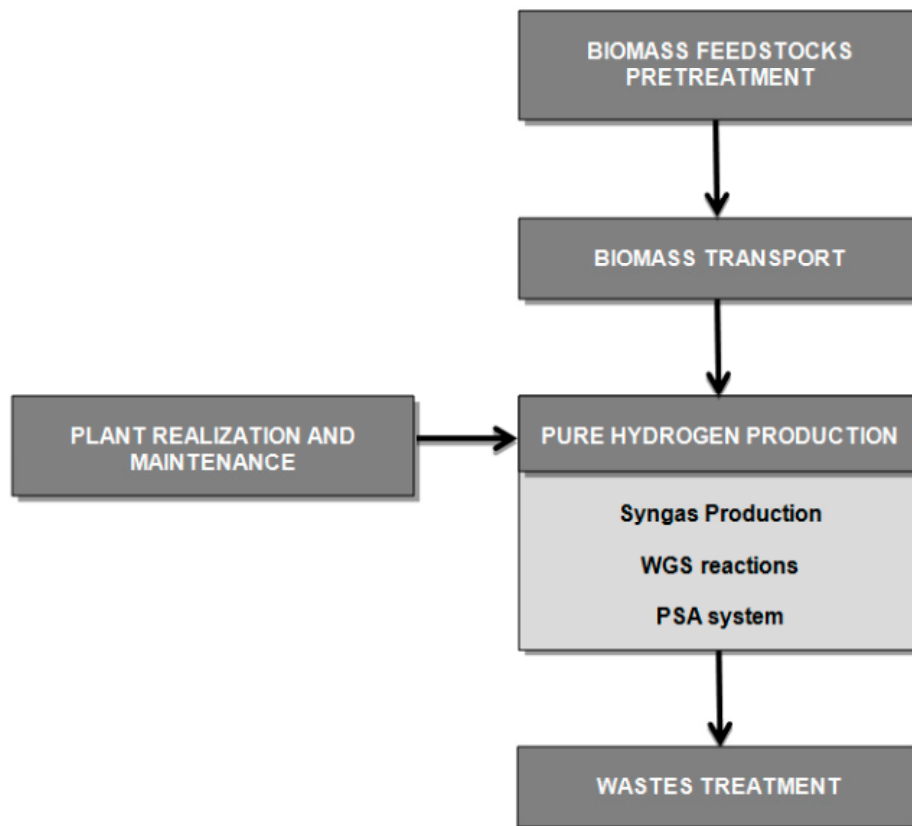 BIOMASS FEEDSTOCKS
PRETREATMENT
BIOMASS TRANSPORT
PLANT REALIZATION AND
MAINTENANCE
PURE HYDROGEN PRODUCTION
Syngas Production
WGS reactions
PSA system
WASTES TREATMENT